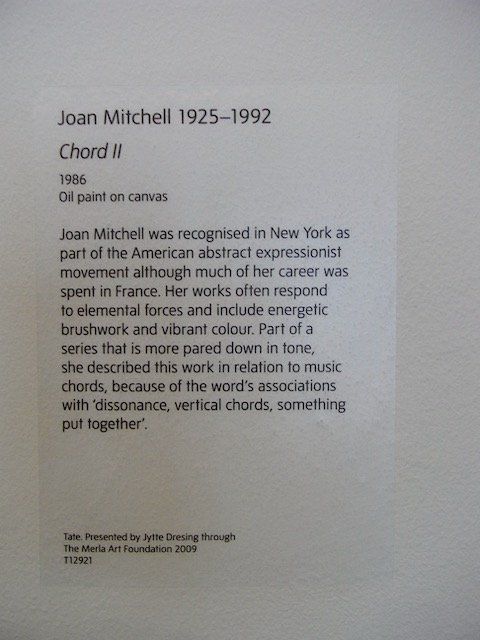 Joan Mitchell 1925–1992
Chord II
1986
Oil paint on canvas
Joan Mitchell was recognised in New York as
part of the American abstract expressionist
movement although much of her career was
spent in France. Her works often respond
to elemental forces and include energetic
brushwork and vibrant colour. Part of a
series that is more pared down in tone,
she described this work in relation to music
chords, because of the word's associations
with 'dissonance, vertical chords, something
put together'.
Tate. Presented by Jytte Dresing through
The Merla Art Foundation 2009
T12921